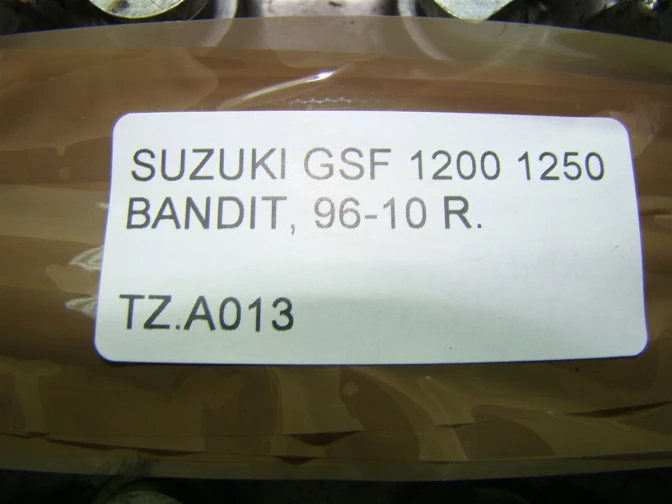 SUZUKI GSF 1200 1250
BANDIT, 96-10 R.
TZ.A013